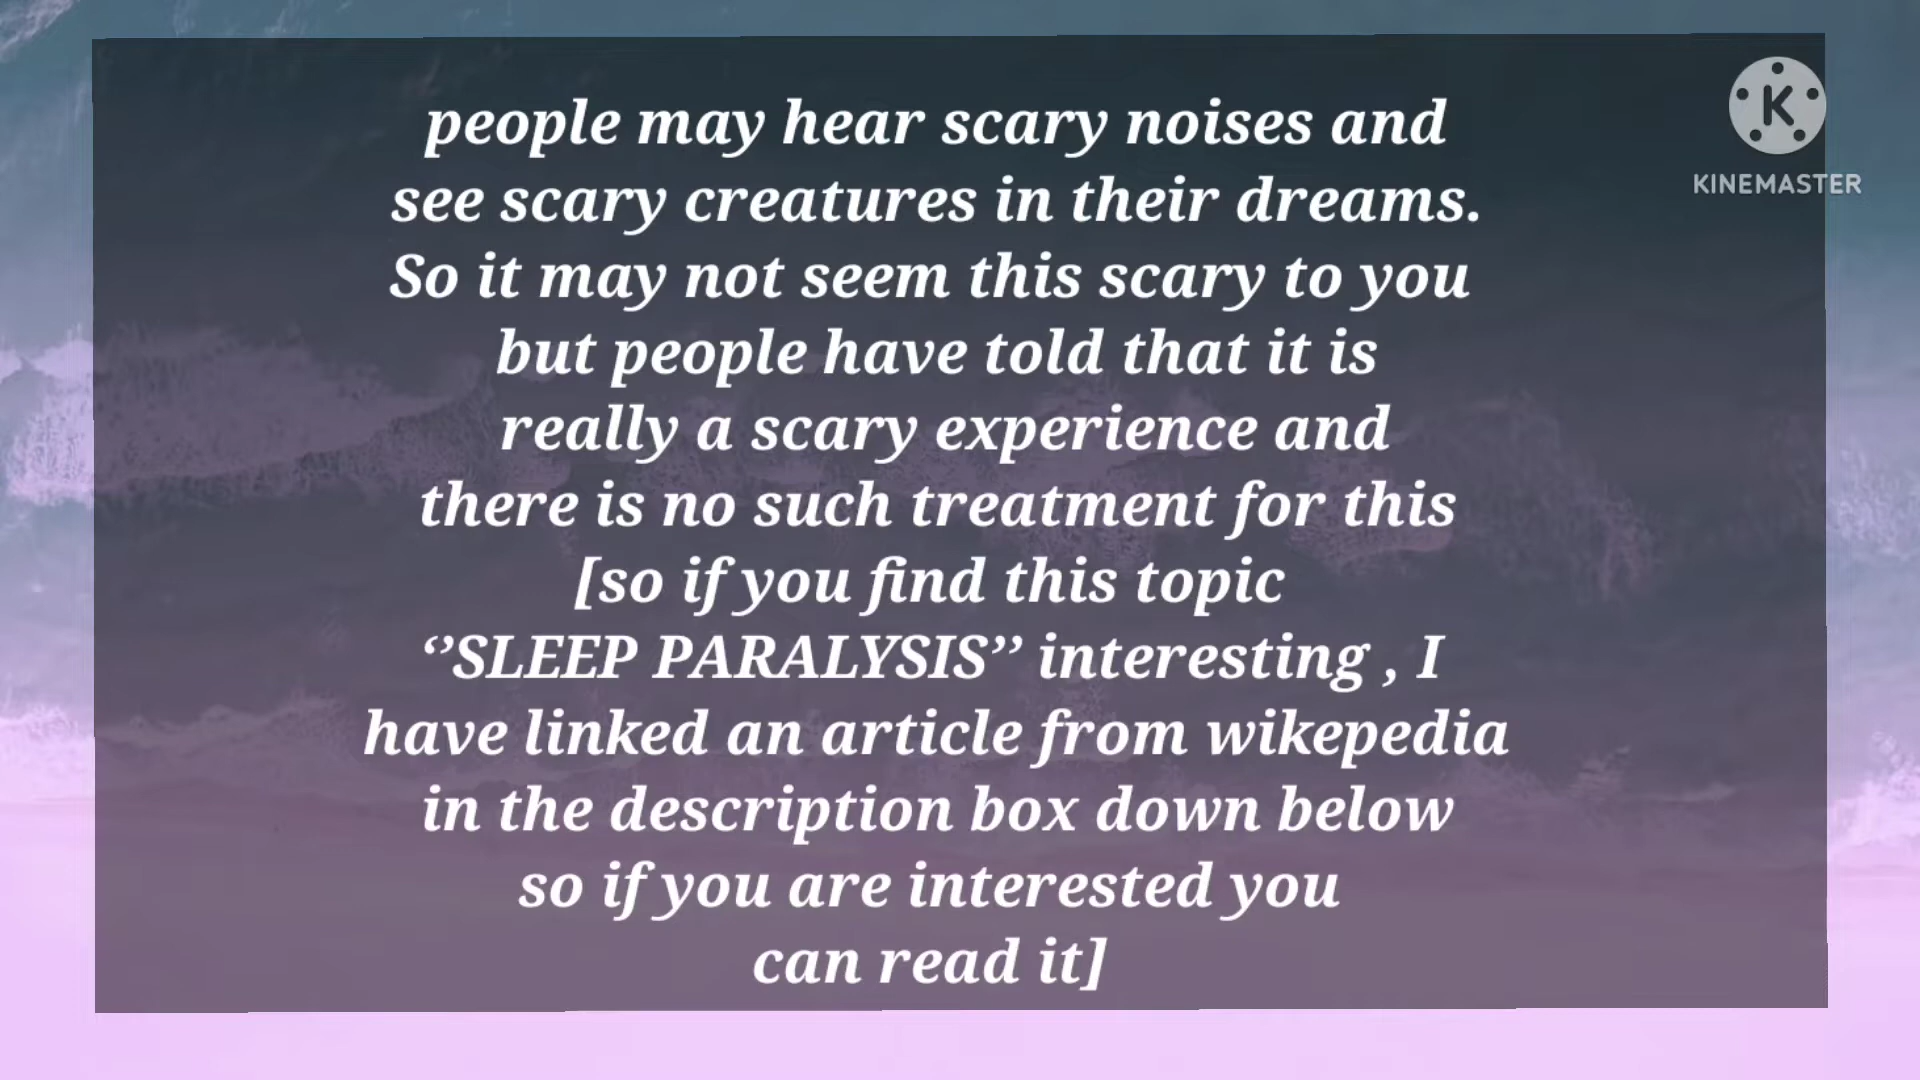 people may hear scary noises and
see scary creatures in their dreams.
So it may not seem this scary to you
but people have told that it is
really a scary experience and
there is no such treatment for this
[so if you find this topic
‘’SLEEP PARALYSIS’’ interesting , I
have linked an article from wikepedia
in the description box down below
so if you are interested you
can read it]
K
KINEMASTER